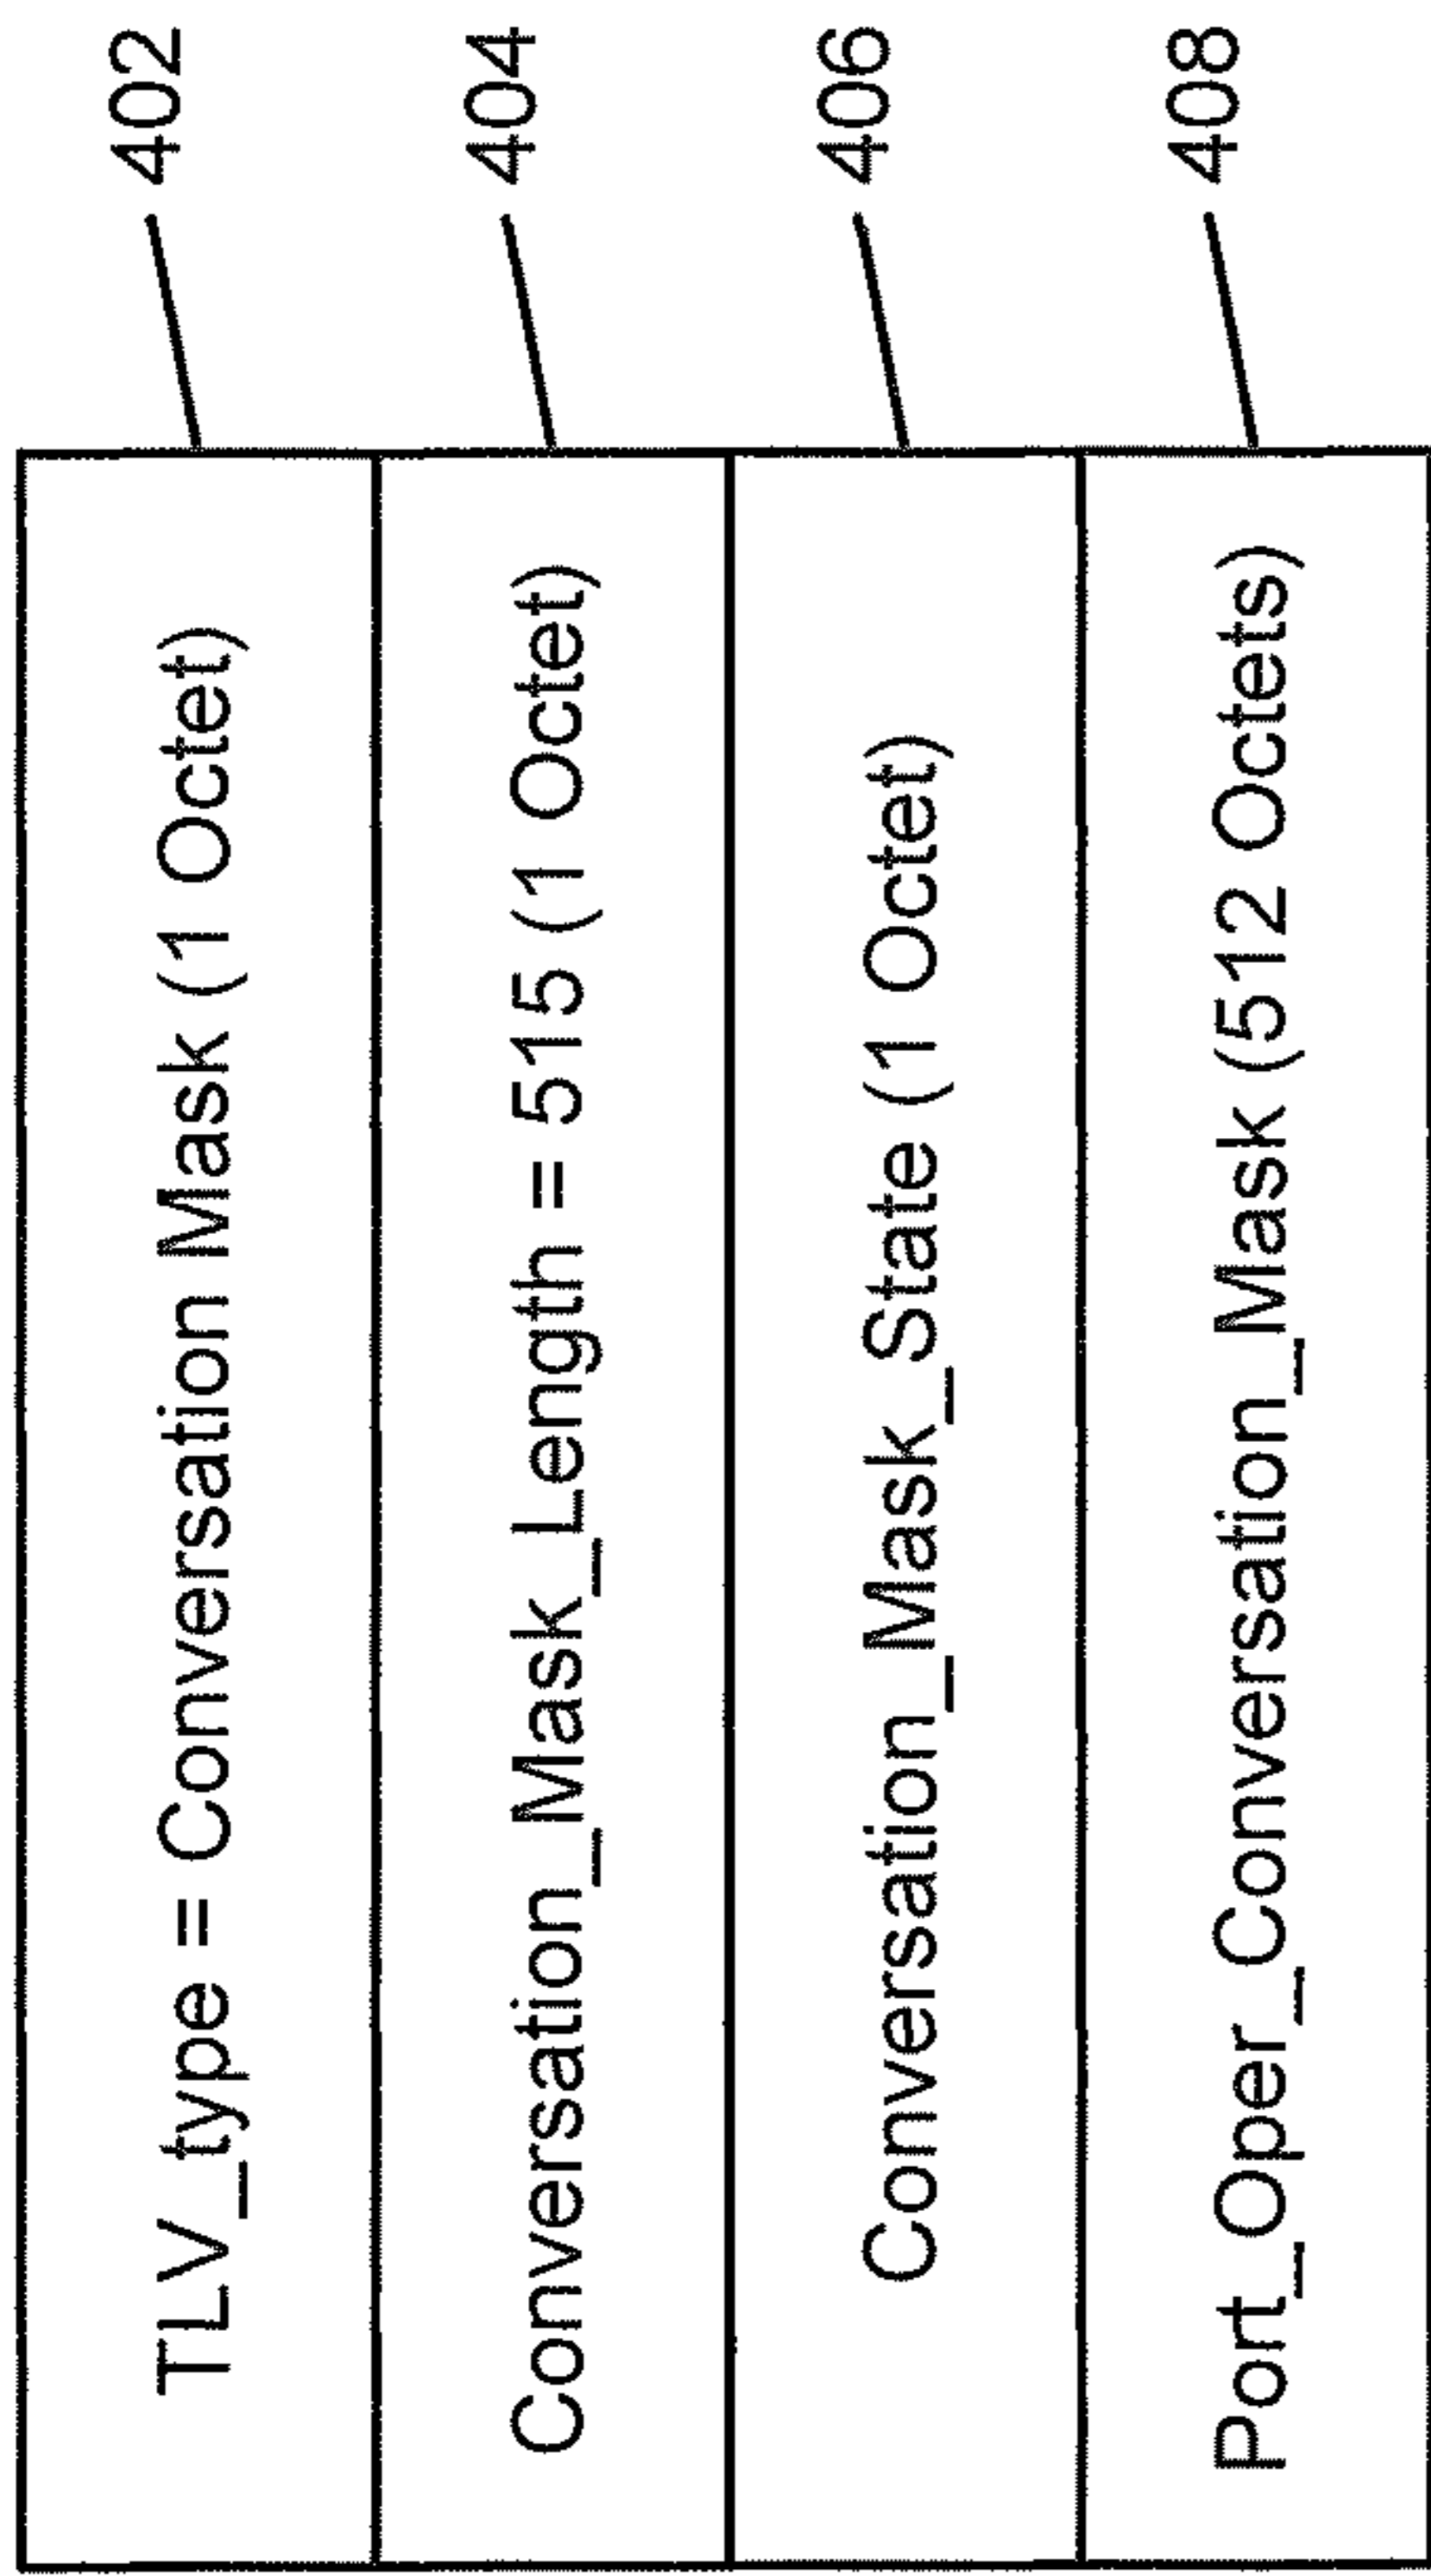 TLV_type = Conversation Mask (1 Octet) 402
Conversation_Mask_Length = 515 (1 Octet) 404
Conversation_Mask_State (1 Octet) 406
Port_Oper_Conversation_Mask (512 Octets) 408